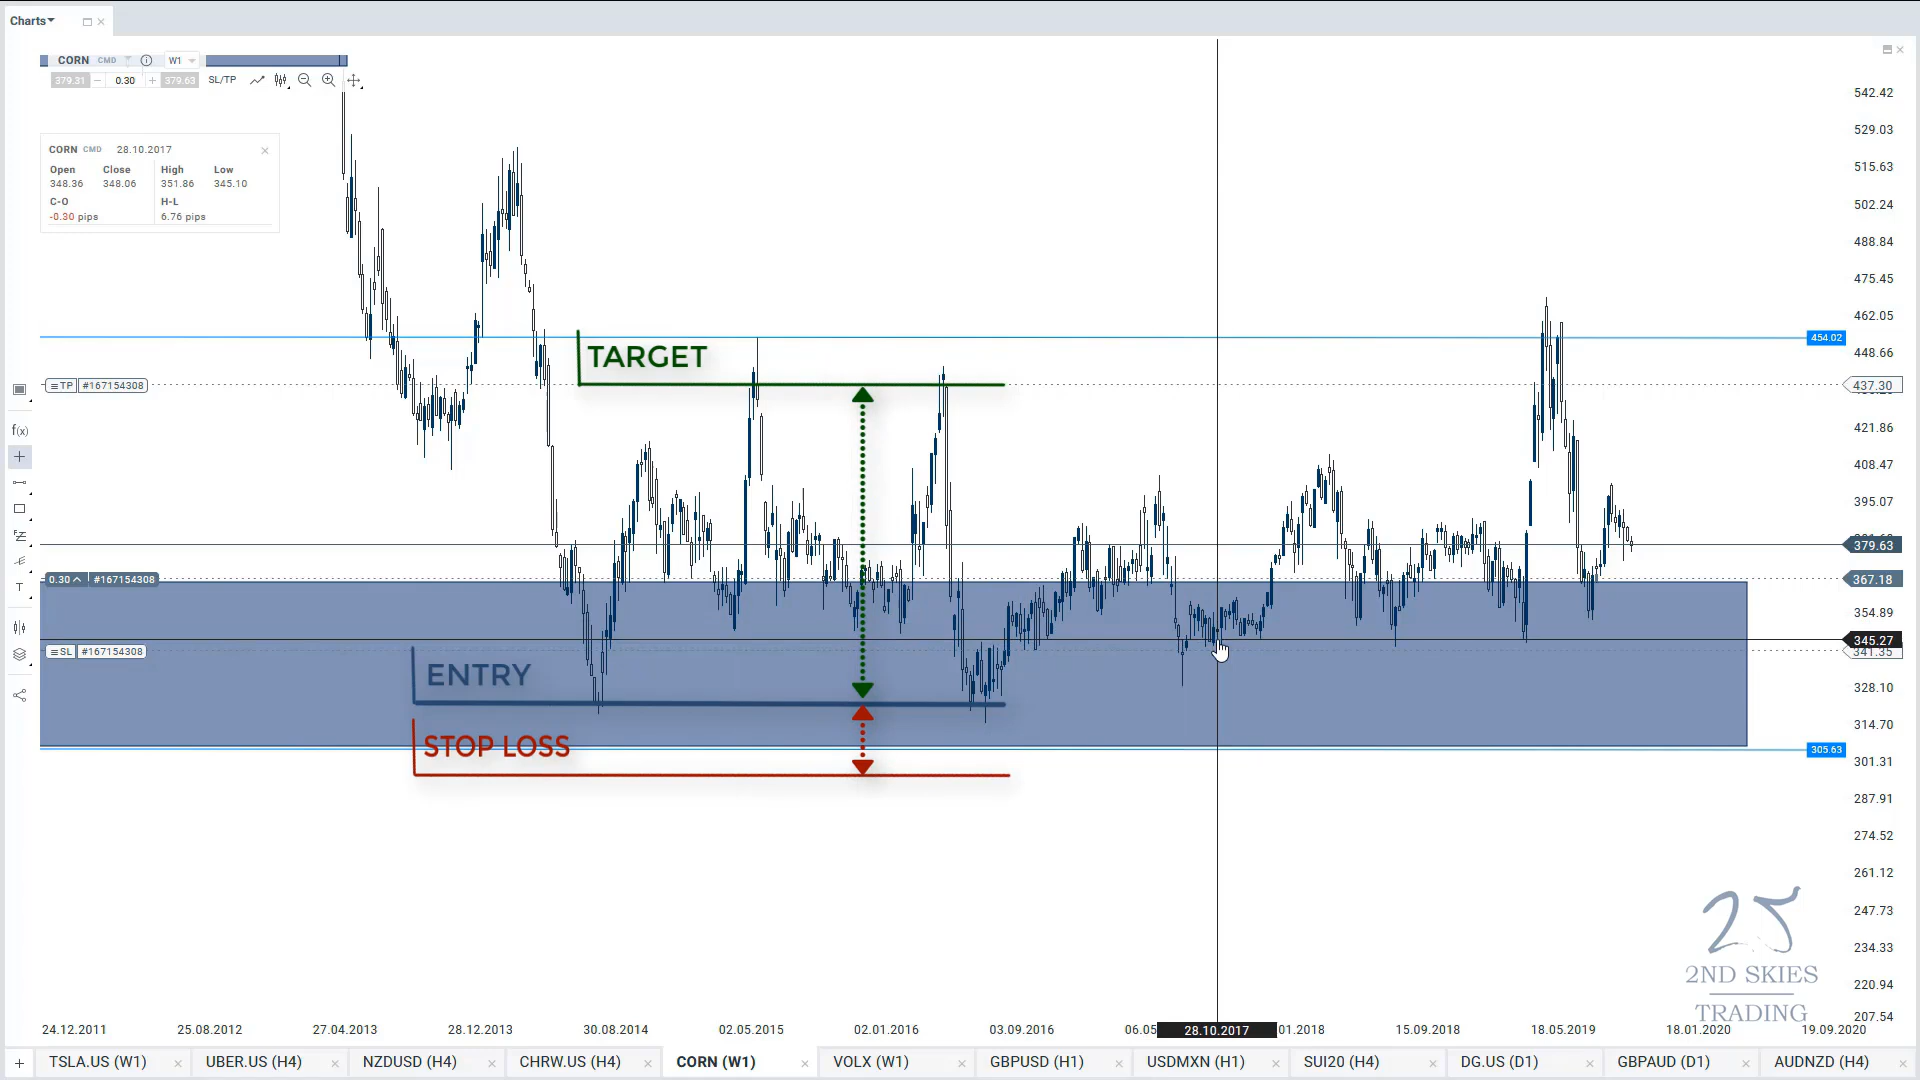 Charts
CORN CMD W1
379.31 0.30 379.63 SL/TP
CORN CMD 28.10.2017
Open Close High Low
348.36 348.06 351.86 345.10
C-O H-L
-0.30 pips 6.76 pips
542.42
529.03
515.63
502.24
488.84
475.45
462.05
454.02
448.66
TARGET
TP #167154308
437.30
421.86
f(x)
408.47
395.07
379.63
0.30 #167154308
367.18
T
354.89
345.27
SL #167154308
341.35
ENTRY
328.10
314.70
STOP LOSS
305.63
301.31
287.91
274.52
261.12
247.73
234.33
220.94
207.54
2S
2ND SKIES
TRADING
24.12.2011 25.08.2012 27.04.2013 28.12.2013 30.08.2014 02.05.2015 02.01.2016 03.09.2016 06.05 28.10.2017 01.2018 15.09.2018 18.05.2019 18.01.2020 19.09.2020
+ TSLA.US (W1) UBER.US (H4) NZDUSD (H4) CHRW.US (H4) CORN (W1) VOLX (W1) GBPUSD (H1) USDMXN (H1) SUI20 (H4) DG.US (D1) GBPAUD (D1) AUDNZD (H4)